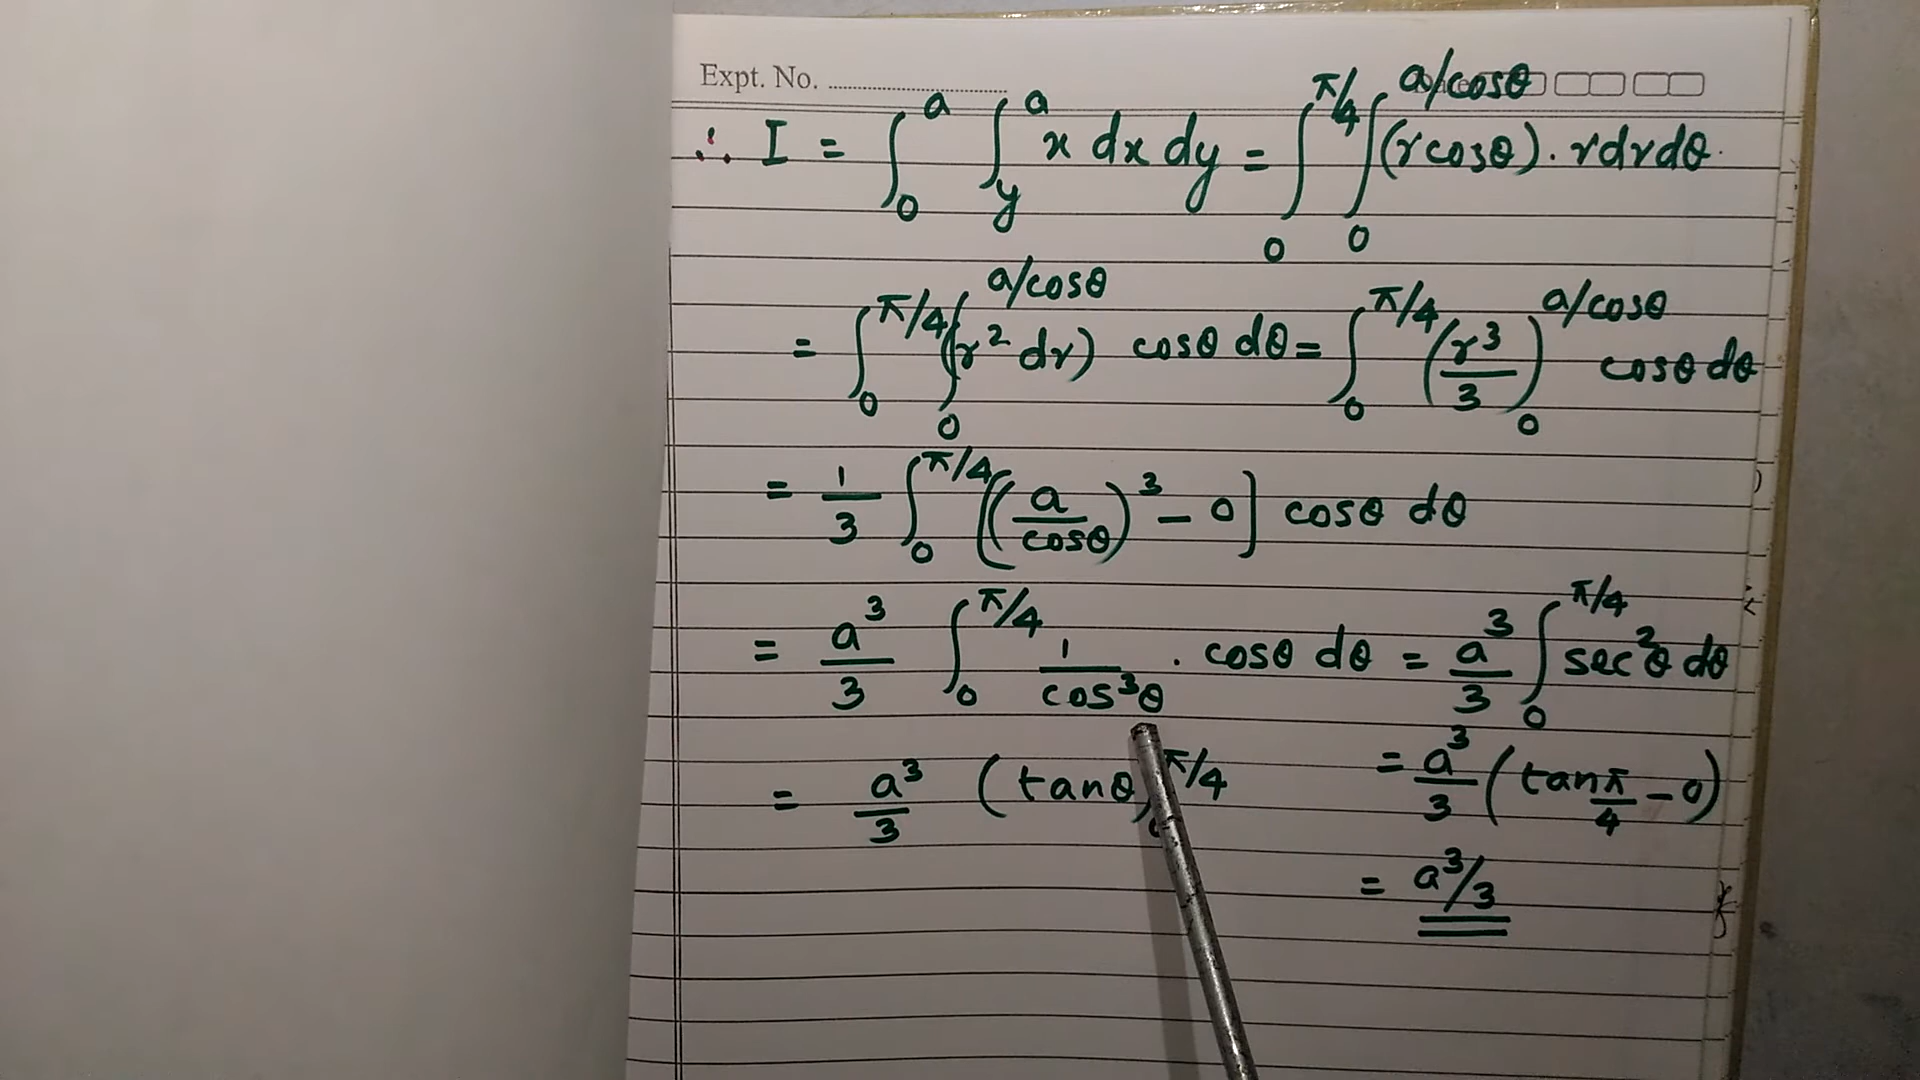 Expt. No.
∴ I = ∫₀ᵃ ∫ᵧᵃ x dx dy = ∫₀^(π/4) ∫₀^(a/cosθ) (r cosθ) . r dr dθ.
= ∫₀^(π/4) (∫₀^(a/cosθ) r² dr) cosθ dθ = ∫₀^(π/4) (r³/3)₀^(a/cosθ) cosθ dθ
= 1/3 ∫₀^(π/4) [(a/cosθ)³ - 0] cosθ dθ
= a³/3 ∫₀^(π/4) 1/cos³θ . cosθ dθ = a³/3 ∫₀^(π/4) sec²θ dθ
= a³/3 (tanθ)₀^(π/4) = a³/3 (tan π/4 - 0)
= a³/3